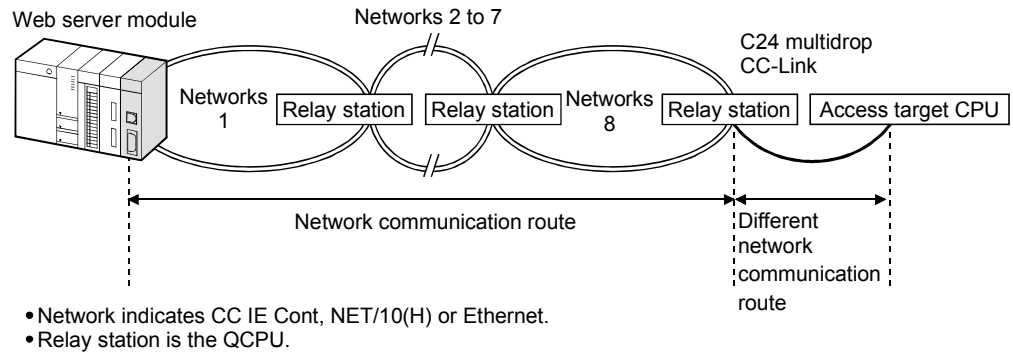 Web server module
Networks 2 to 7
C24 multidrop
CC-Link
Networks
1
Relay station
Relay station
Networks
8
Relay station
Access target CPU
Network communication route
Different
network
communication
route
•Network indicates CC IE Cont, NET/10(H) or Ethernet.
•Relay station is the QCPU.